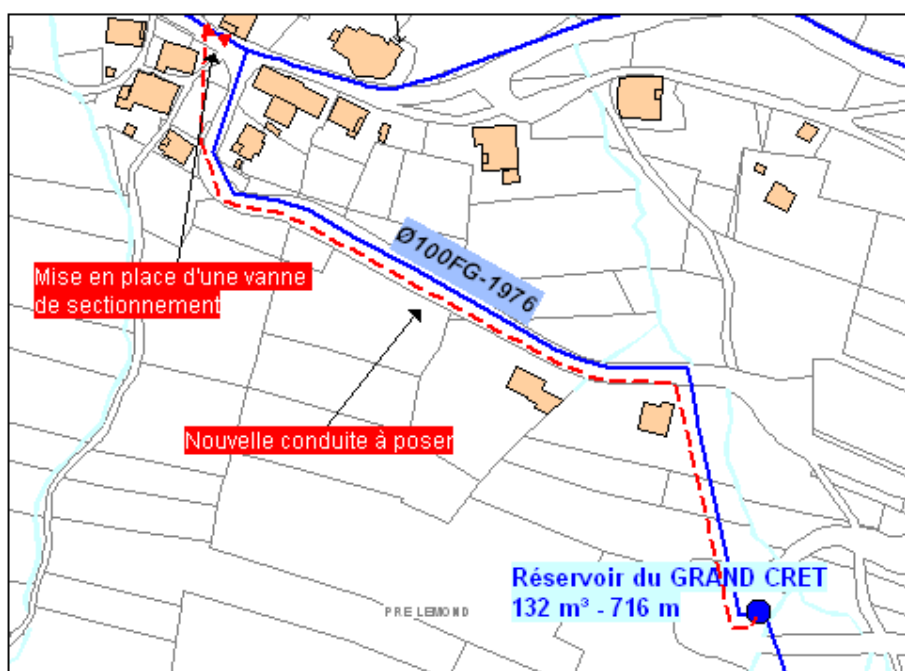 Ø100FG-1976
Mise en place d'une vanne
de sectionnement
Nouvelle conduite à poser
Réservoir du GRAND CRET
132 m³ - 716 m
PRE LEMOND